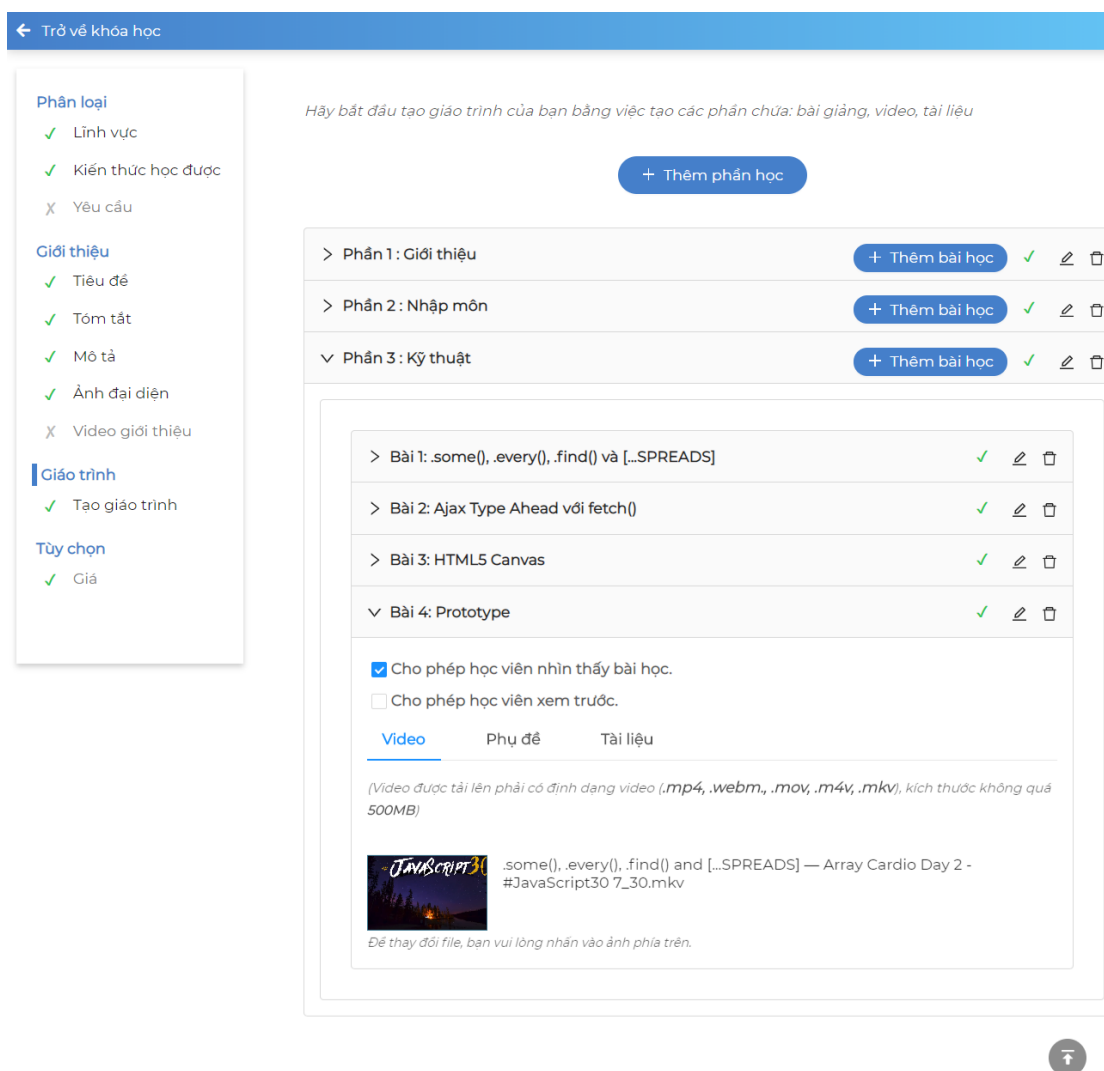 Trở về khóa học
Phân loại
Lĩnh vực
Kiến thức học được
Yêu cầu
Giới thiệu
Tiêu đề
Tóm tắt
Mô tả
Ảnh đại diện
Video giới thiệu
Giáo trình
Tạo giáo trình
Tùy chọn
Giá
Hãy bắt đầu tạo giáo trình của bạn bằng việc tạo các phần chứa: bài giảng, video, tài liệu
+ Thêm phần học
Phần 1 : Giới thiệu
+ Thêm bài học
Phần 2 : Nhập môn
+ Thêm bài học
Phần 3 : Kỹ thuật
+ Thêm bài học
Bài 1: .some(), .every(), .find() và [...SPREADS]
Bài 2: Ajax Type Ahead với fetch()
Bài 3: HTML5 Canvas
Bài 4: Prototype
Cho phép học viên nhìn thấy bài học.
Cho phép học viên xem trước.
Video Phụ đề Tài liệu
(Video được tải lên phải có định dạng video (.mp4, .webm., .mov, .m4v, .mkv), kích thước không quá
500MB)
JAVASCRIPT30
.some(), .every(), .find() and [...SPREADS] — Array Cardio Day 2 -
#JavaScript30 7_30.mkv
Để thay đổi file, bạn vui lòng nhấn vào ảnh phía trên.